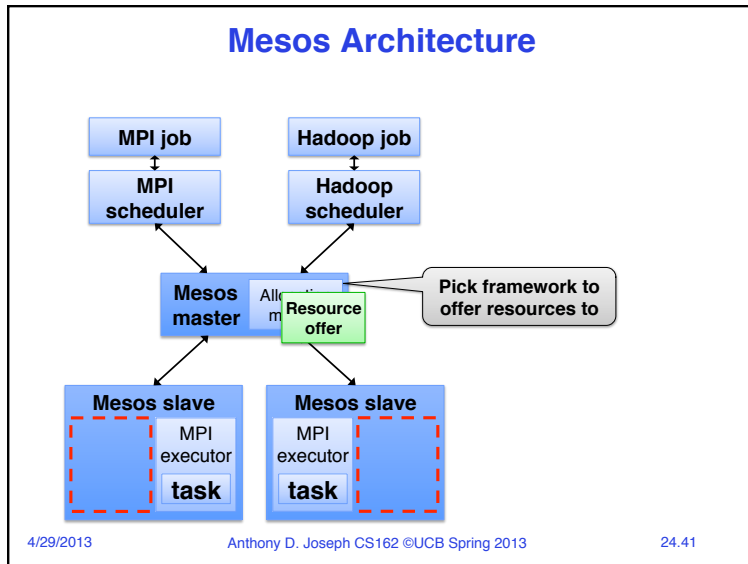 Mesos Architecture
MPI job
Hadoop job
MPI
scheduler
Hadoop
scheduler
Mesos
master
Resource
offer
Pick framework to
offer resources to
Mesos slave
MPI
executor
task
Mesos slave
MPI
executor
task
4/29/2013
Anthony D. Joseph CS162 ©UCB Spring 2013
24.41